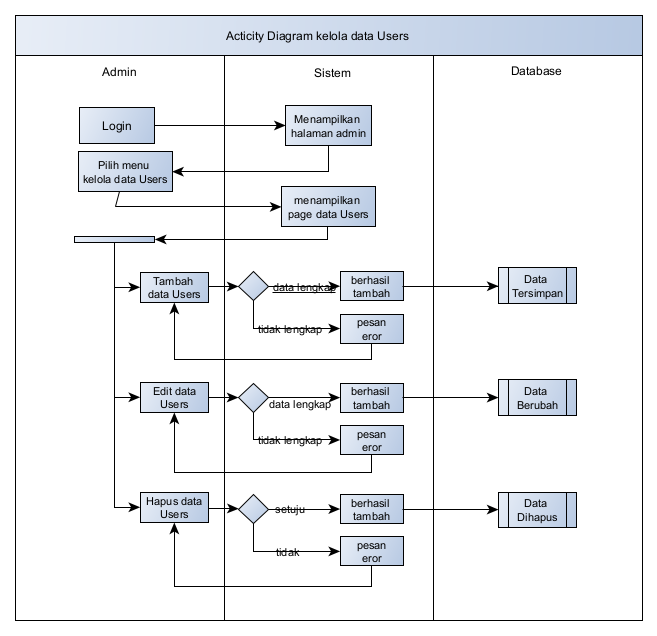 Acticity Diagram kelola data Users
Admin
Sistem
Database
Login
Menampilkan
halaman admin
Pilih menu
kelola data Users
menampilkan
page data Users
Tambah
data Users
data lengkap
berhasil
tambah
Data
Tersimpan
tidak lengkap
pesan
eror
Edit data
Users
data lengkap
berhasil
tambah
Data
Berubah
tidak lengkap
pesan
eror
Hapus data
Users
setuju
berhasil
tambah
Data
Dihapus
tidak
pesan
eror